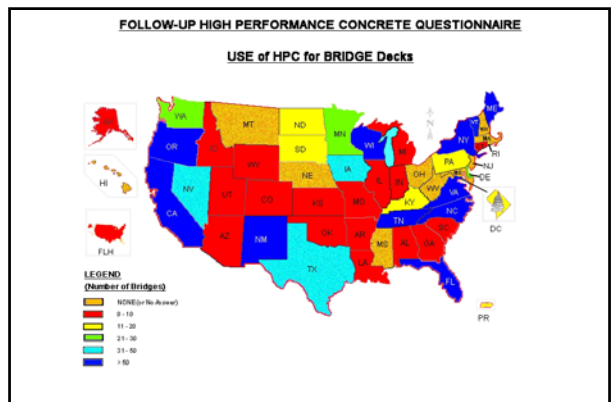 FOLLOW-UP HIGH PERFORMANCE CONCRETE QUESTIONNAIRE
USE of HPC for BRIDGE Decks
WA
MT
ND
MN
ME
VT
OR
ID
SD
WI
NY
MI
WY
RI
HI
NV
NE
IA
PA
NJ
OH
DE
UT
CO
IL
IN
WV
VA
CA
KS
MO
KY
DC
NC
TN
FLH
AZ
NM
OK
AR
SC
MS
AL
GA
TX
LA
FL
PR
LEGEND
(Number of Bridges)
NONE(or No Answer)
0 - 10
11 - 20
21 - 30
31 - 50
> 50